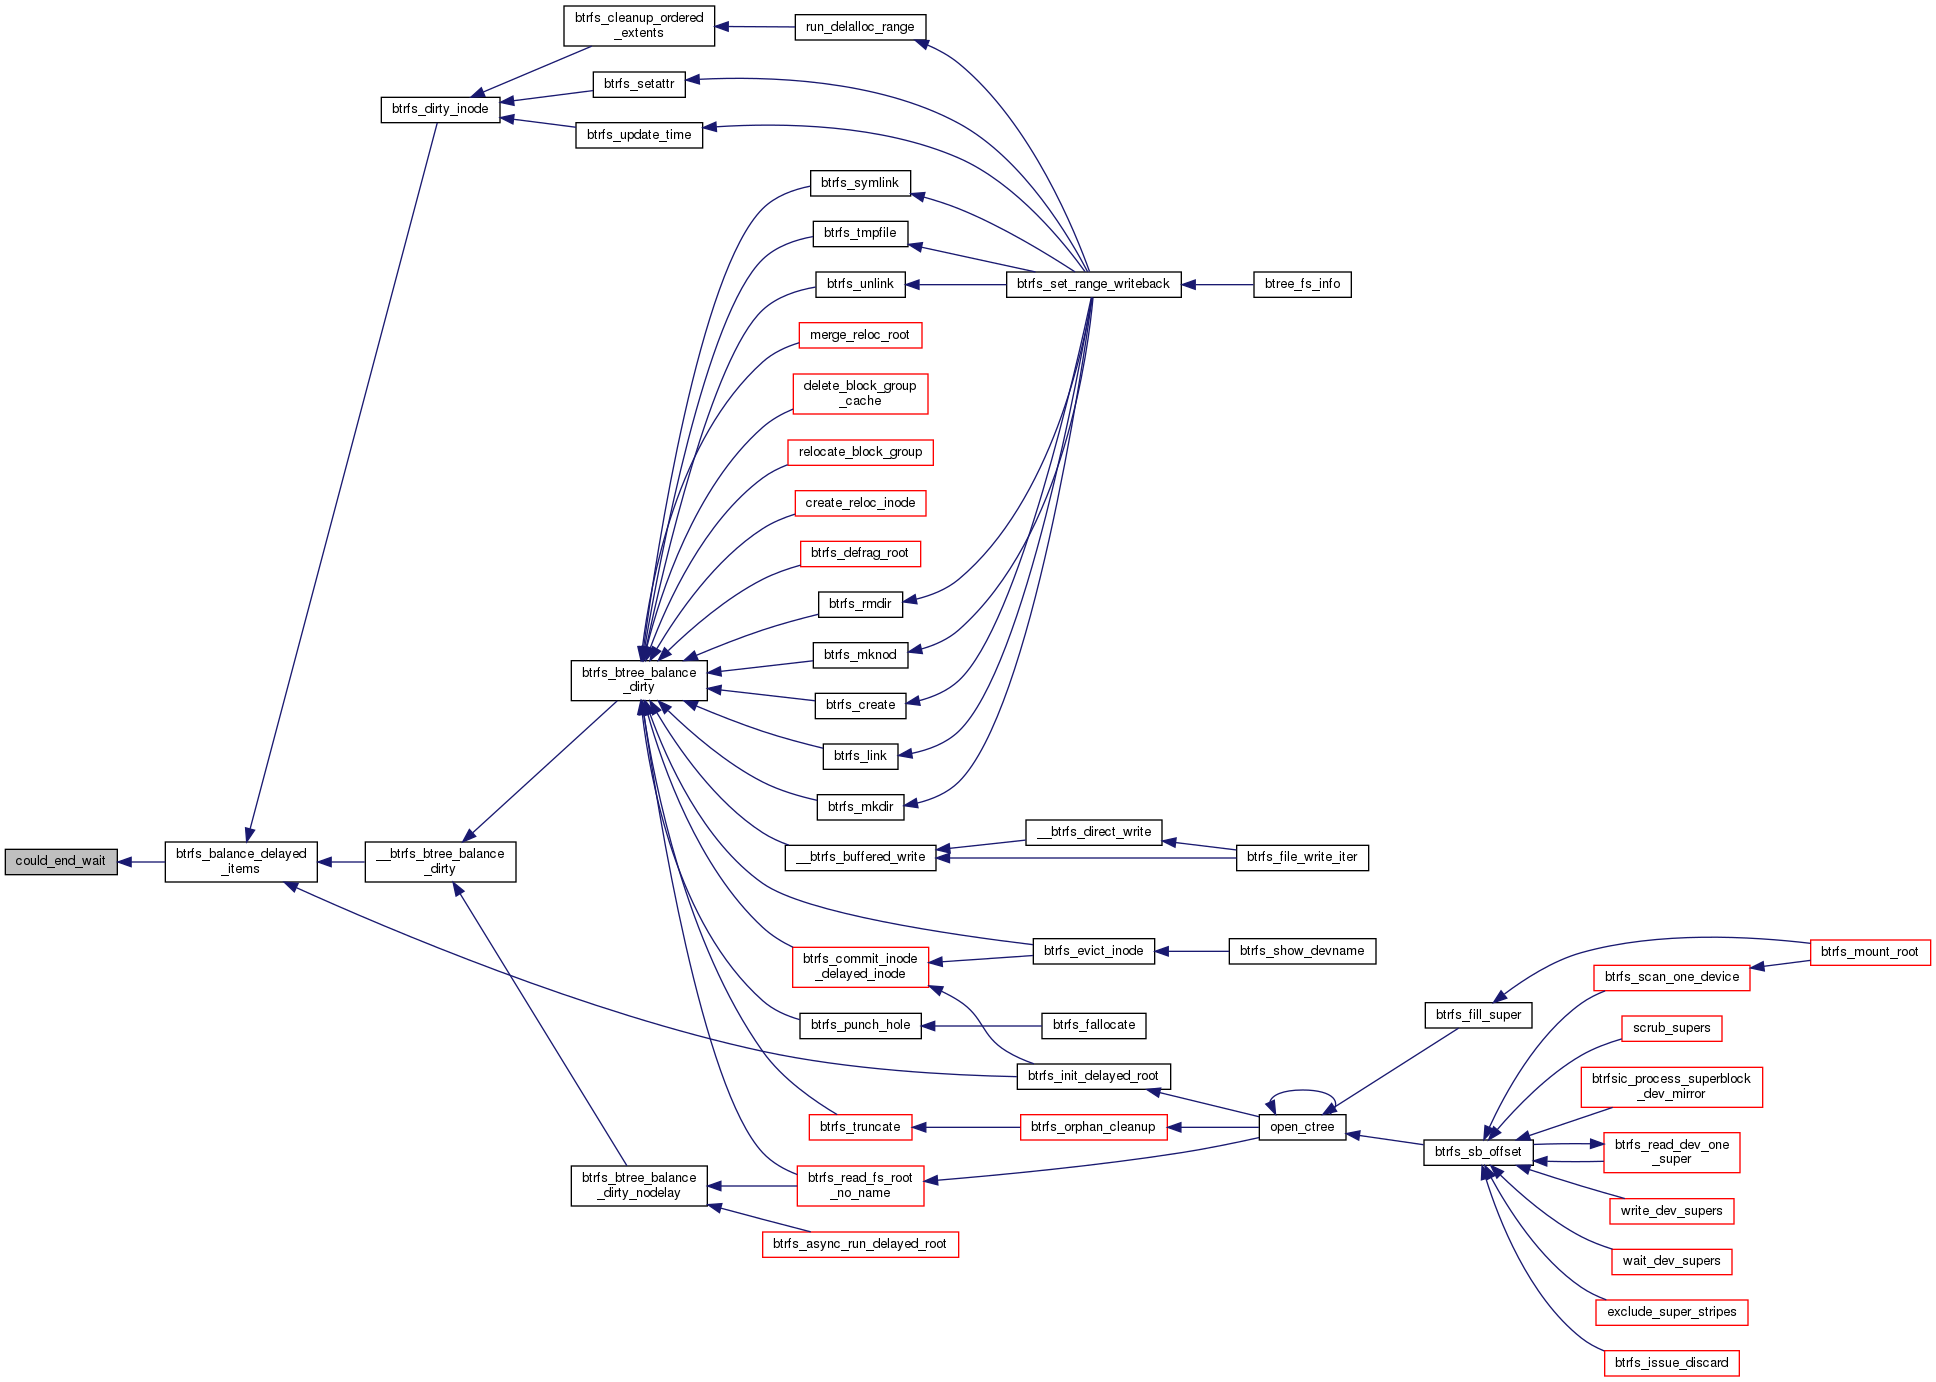 btrfs_cleanup_ordered
_extents
run_delalloc_range
btrfs_setattr
btrfs_dirty_inode
btrfs_update_time
btrfs_symlink
btrfs_tmpfile
btrfs_unlink
btrfs_set_range_writeback
btree_fs_info
merge_reloc_root
delete_block_group
_cache
relocate_block_group
create_reloc_inode
btrfs_defrag_root
btrfs_rmdir
btrfs_mknod
btrfs_btree_balance
_dirty
btrfs_create
btrfs_link
btrfs_mkdir
could_end_wait
btrfs_balance_delayed
_items
__btrfs_btree_balance
_dirty
__btrfs_buffered_write
__btrfs_direct_write
btrfs_file_write_iter
btrfs_commit_inode
_delayed_inode
btrfs_evict_inode
btrfs_show_devname
btrfs_punch_hole
btrfs_fallocate
btrfs_init_delayed_root
btrfs_truncate
btrfs_orphan_cleanup
open_ctree
btrfs_btree_balance
_dirty_nodelay
btrfs_read_fs_root
_no_name
btrfs_async_run_delayed_root
btrfs_fill_super
btrfs_sb_offset
btrfs_mount_root
btrfs_scan_one_device
scrub_supers
btrfsic_process_superblock
_dev_mirror
btrfs_read_dev_one
_super
write_dev_supers
wait_dev_supers
exclude_super_stripes
btrfs_issue_discard